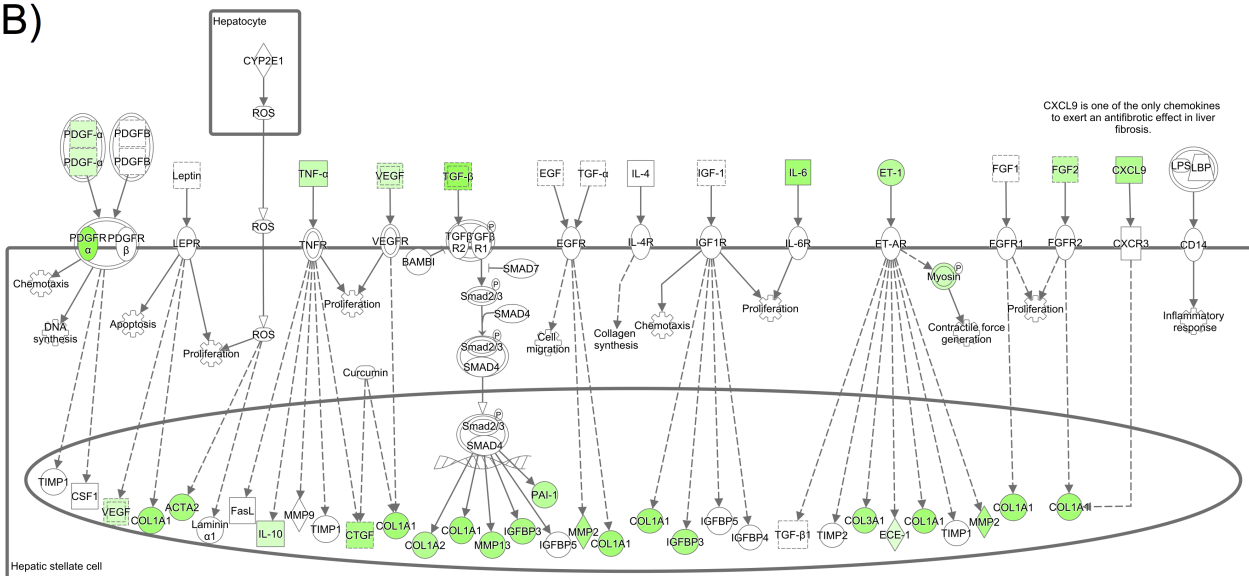 B)
Hepatocyte
CYP2E1
ROS
CXCL9 is one of the only chemokines
to exert an antifibrotic effect in liver
fibrosis.
PDGF-α
PDGF-α
PDGFB
PDGFB
Leptin
TNF-α
VEGF
TGF-β
EGF
TGF-α
IL-4
IGF-1
IL-6
ET-1
FGF1
FGF2
CXCL9
LPS
LBP
ROS
PDGFR
α
PDGFR
β
LEPR
TNFR
VEGFR
BAMBI
TGFβ
R2
TGFβ
R1
P
EGFR
IL-4R
IGF1R
IL-6R
ET-AR
FGFR1
FGFR2
CXCR3
CD14
SMAD7
Myosin
P
Chemotaxis
DNA
synthesis
Apoptosis
Proliferation
ROS
Proliferation
Smad2/3
P
SMAD4
Smad2/3
P
SMAD4
Cell
migration
Collagen
synthesis
Chemotaxis
Proliferation
Contractile force
generation
Proliferation
Inflammatory
response
Curcumin
Smad2/3
P
SMAD4
TIMP1
CSF1
VEGF
COL1A1
ACTA2
Laminin
α1
FasL
IL-10
MMP9
TIMP1
CTGF
COL1A1
COL1A2
COL1A1
MMP13
IGFBP3
PAI-1
IGFBP5
MMP2
COL1A1
COL1A1
IGFBP3
IGFBP5
IGFBP4
TGF-β1
TIMP2
COL3A1
ECE-1
COL1A1
TIMP1
MMP2
COL1A1
COL1A1
Hepatic stellate cell